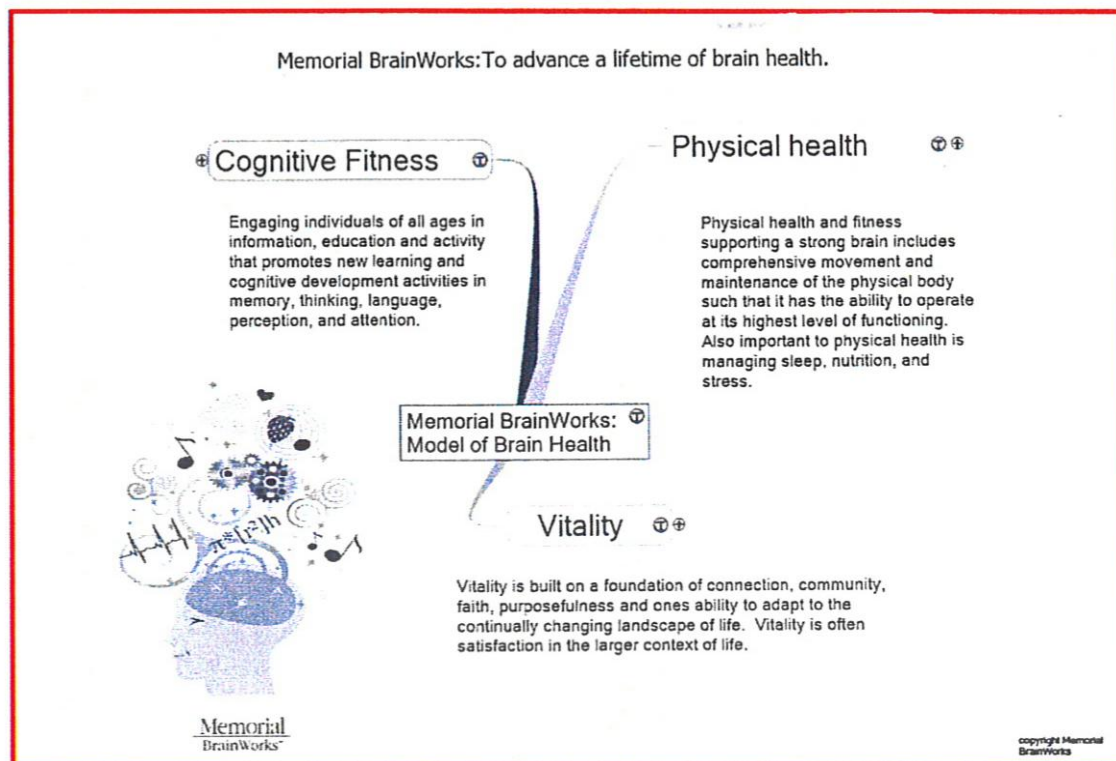 Memorial BrainWorks:To advance a lifetime of brain health.
Cognitive Fitness
Engaging individuals of all ages in
information, education and activity
that promotes new learning and
cognitive development activities in
memory, thinking, language,
perception, and attention.
Physical health
Physical health and fitness
supporting a strong brain includes
comprehensive movement and
maintenance of the physical body
such that it has the ability to operate
at its highest level of functioning.
Also important to physical health is
managing sleep, nutrition, and
stress.
Memorial BrainWorks:
Model of Brain Health
Vitality
Vitality is built on a foundation of connection, community,
faith, purposefulness and ones ability to adapt to the
continually changing landscape of life.  Vitality is often
satisfaction in the larger context of life.
π*[r²]h
Memorial
BrainWorks
copyright Memorial
BrainWorks